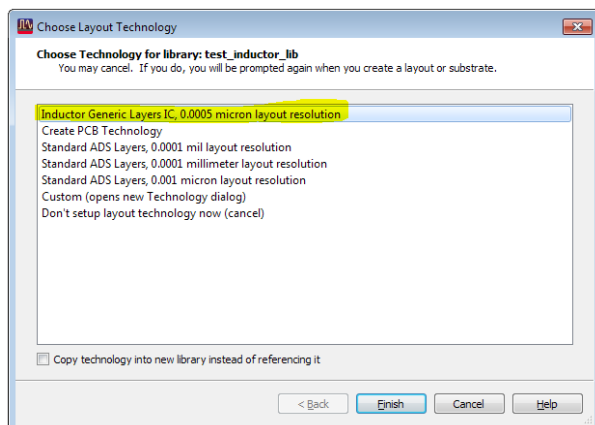 Choose Layout Technology
Choose Technology for library: test_inductor_lib
You may cancel. If you do, you will be prompted again when you create a layout or substrate.
Inductor Generic Layers IC, 0.0005 micron layout resolution
Create PCB Technology
Standard ADS Layers, 0.0001 mil layout resolution
Standard ADS Layers, 0.0001 millimeter layout resolution
Standard ADS Layers, 0.001 micron layout resolution
Custom (opens new Technology dialog)
Don't setup layout technology now (cancel)
Copy technology into new library instead of referencing it
< Back Finish Cancel Help